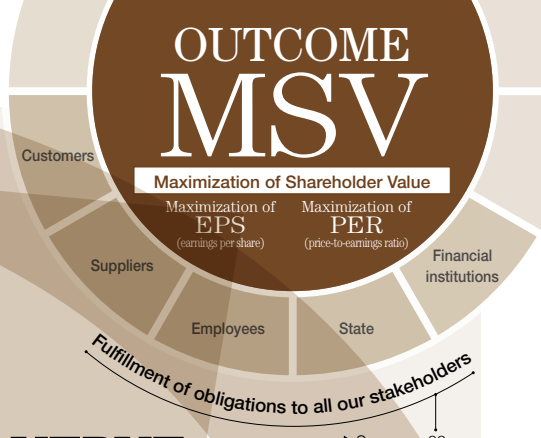 OUTCOME
MSV
Maximization of Shareholder Value
Maximization of
EPS
(earnings per share)
Maximization of
PER
(price-to-earnings ratio)
Customers
Suppliers
Employees
State
Financial
institutions
Fulfillment of obligations to all our stakeholders